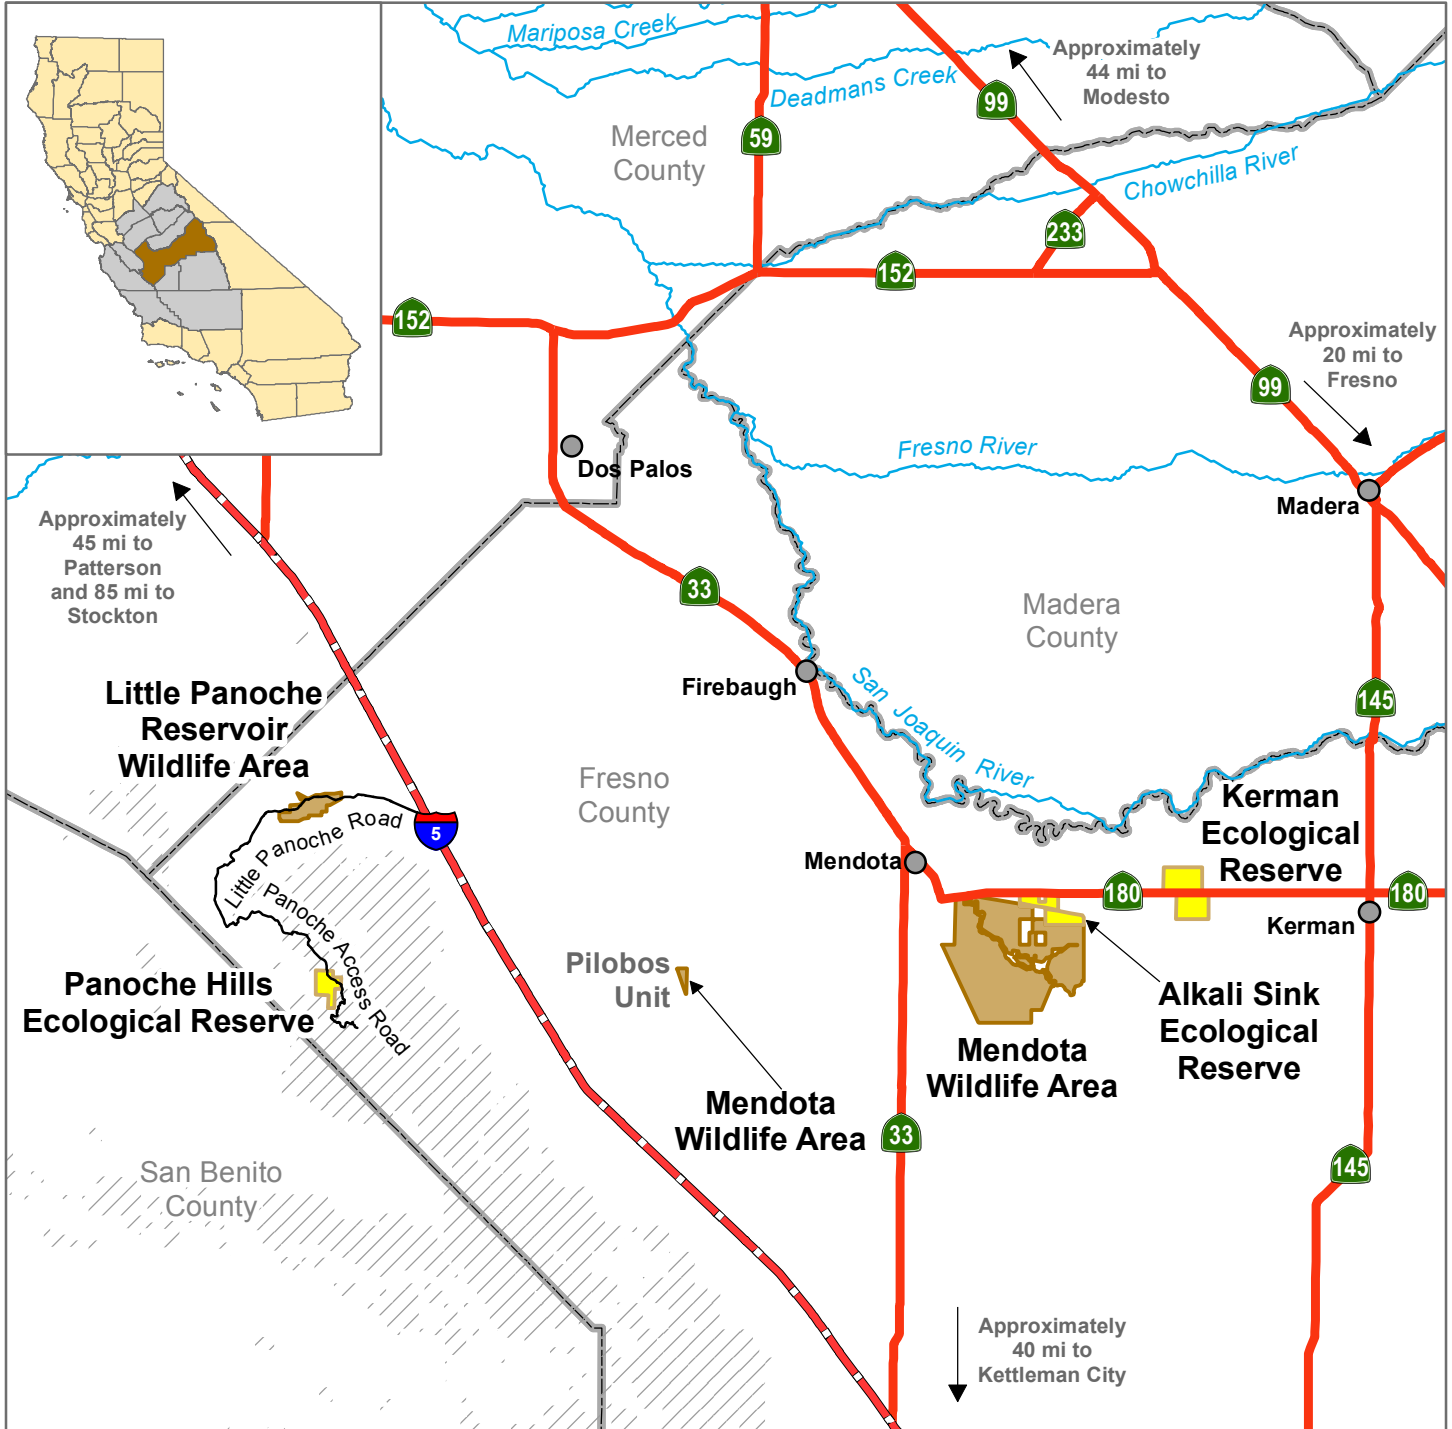 Mariposa Creek
Deadmans Creek
Approximately
44 mi to
Modesto
99
59
Merced
County
Chowchilla River
233
152
152
Approximately
20 mi to
Fresno
99
Fresno River
Dos Palos
Madera
Approximately
45 mi to
Patterson
and 85 mi to
Stockton
33
Madera
County
Little Panoche
Reservoir
Wildlife Area
Firebaugh
San Joaquin River
145
Fresno
County
Kerman
Ecological
Reserve
Little Panoche Road
5
Mendota
180
180
Panoche Access Road
Kerman
Pilobos
Unit
Panoche Hills
Ecological Reserve
Alkali Sink
Ecological
Reserve
Mendota
Wildlife Area
Mendota
Wildlife Area
33
145
San Benito
County
Approximately
40 mi to
Kettleman City